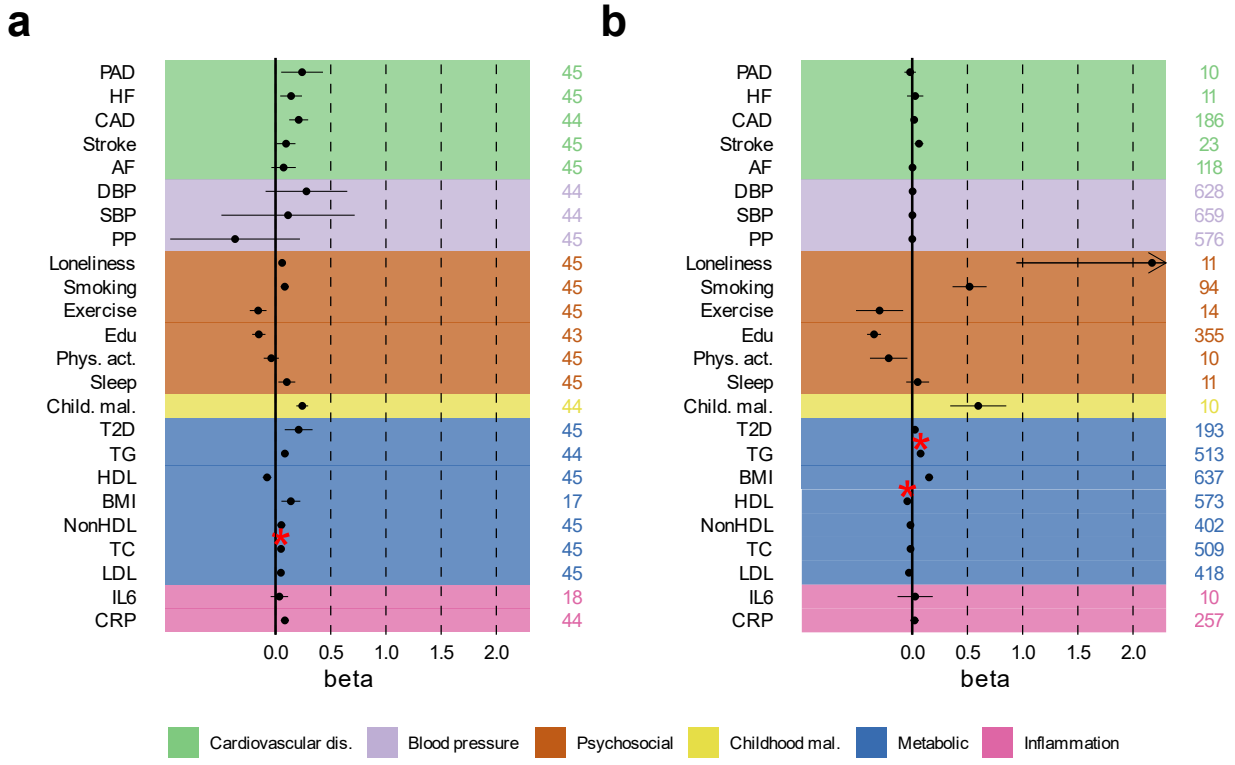 a b
PAD 45 PAD 10
HF 45 HF 11
CAD 44 CAD 186
Stroke 45 Stroke 23
AF 45 AF 118
DBP 44 DBP 628
SBP 44 SBP 659
PP 45 PP 576
Loneliness 45 Loneliness 11
Smoking 45 Smoking 94
Exercise 45 Exercise 14
Edu 43 Edu 355
Phys. act. 45 Phys. act. 10
Sleep 45 Sleep 11
Child. mal. 44 Child. mal. 10
T2D 45 T2D 193
* TG 44 TG 513
HDL 45 BMI 637
* BMI 17 HDL 573
NonHDL 45 NonHDL 402
* TC 45 TC 509
LDL 45 LDL 418
IL6 18 IL6 10
CRP 44 CRP 257
0.0 0.5 1.0 1.5 2.0 0.0 0.5 1.0 1.5 2.0
beta beta
Cardiovascular dis. Blood pressure Psychosocial Childhood mal. Metabolic Inflammation